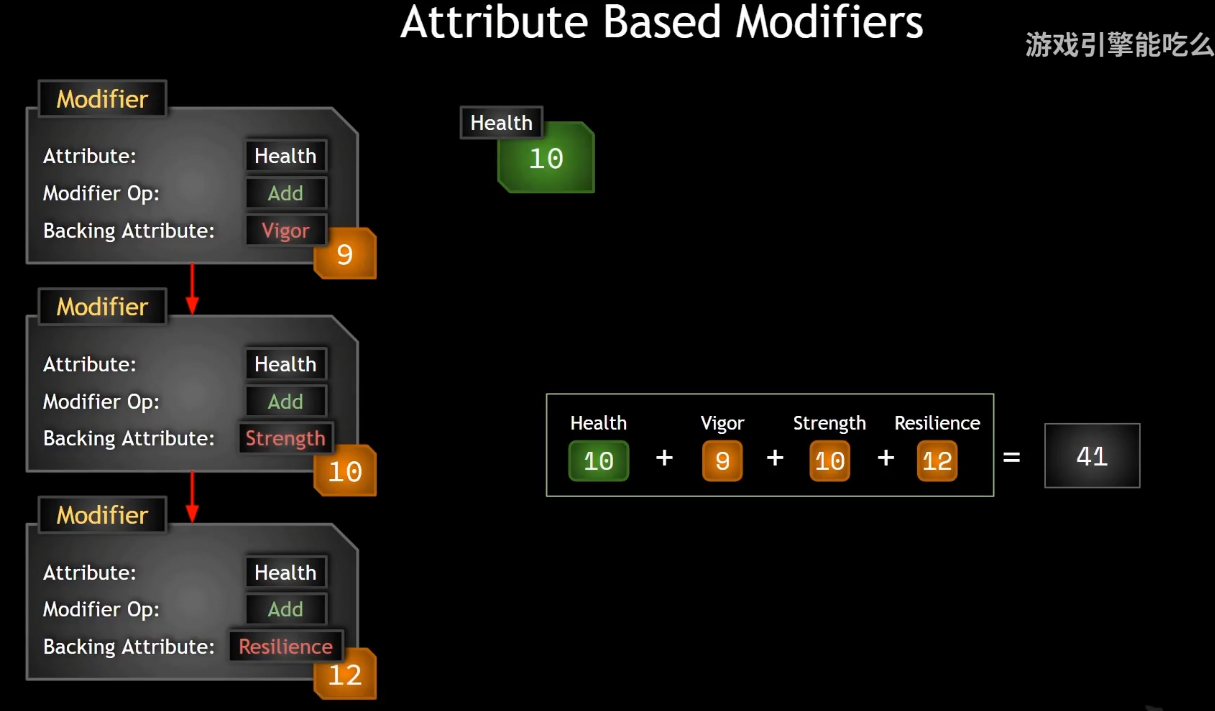 Attribute Based Modifiers
游戏引擎能吃么
Modifier
Attribute: Health
Modifier Op: Add
Backing Attribute: Vigor
9
Health
10
Modifier
Attribute: Health
Modifier Op: Add
Backing Attribute: Strength
10
Modifier
Attribute: Health
Modifier Op: Add
Backing Attribute: Resilience
12
Health Vigor Strength Resilience
10 + 9 + 10 + 12 = 41